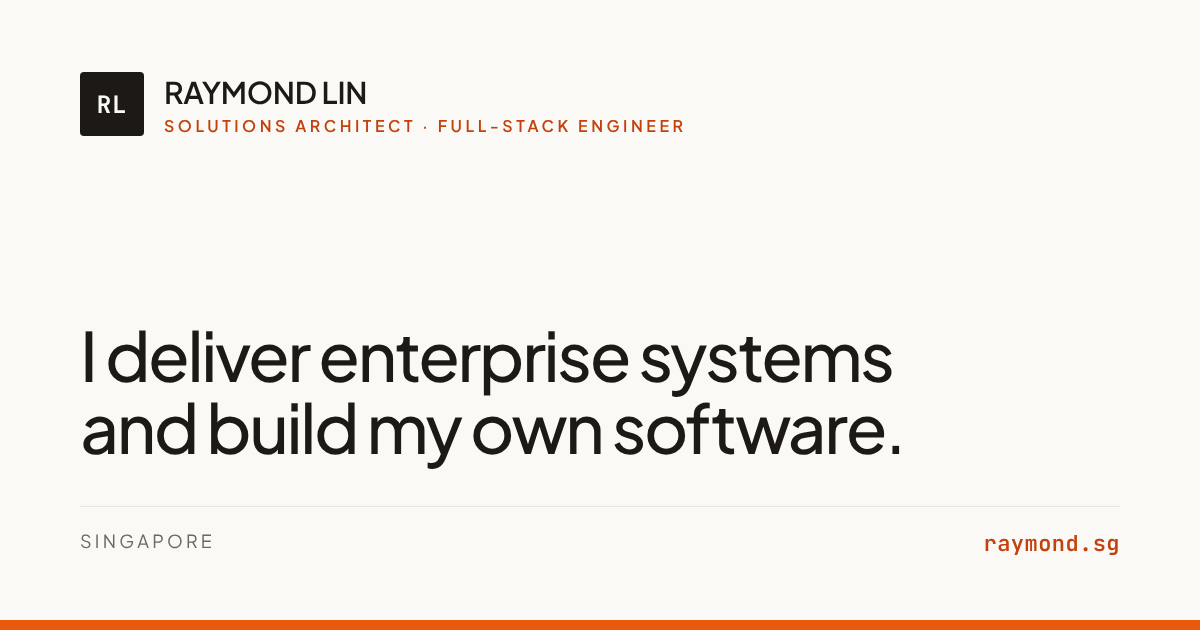 RL
RAYMOND LIN
SOLUTIONS ARCHITECT · FULL-STACK ENGINEER
I deliver enterprise systems
and build my own software.
SINGAPORE
raymond.sg